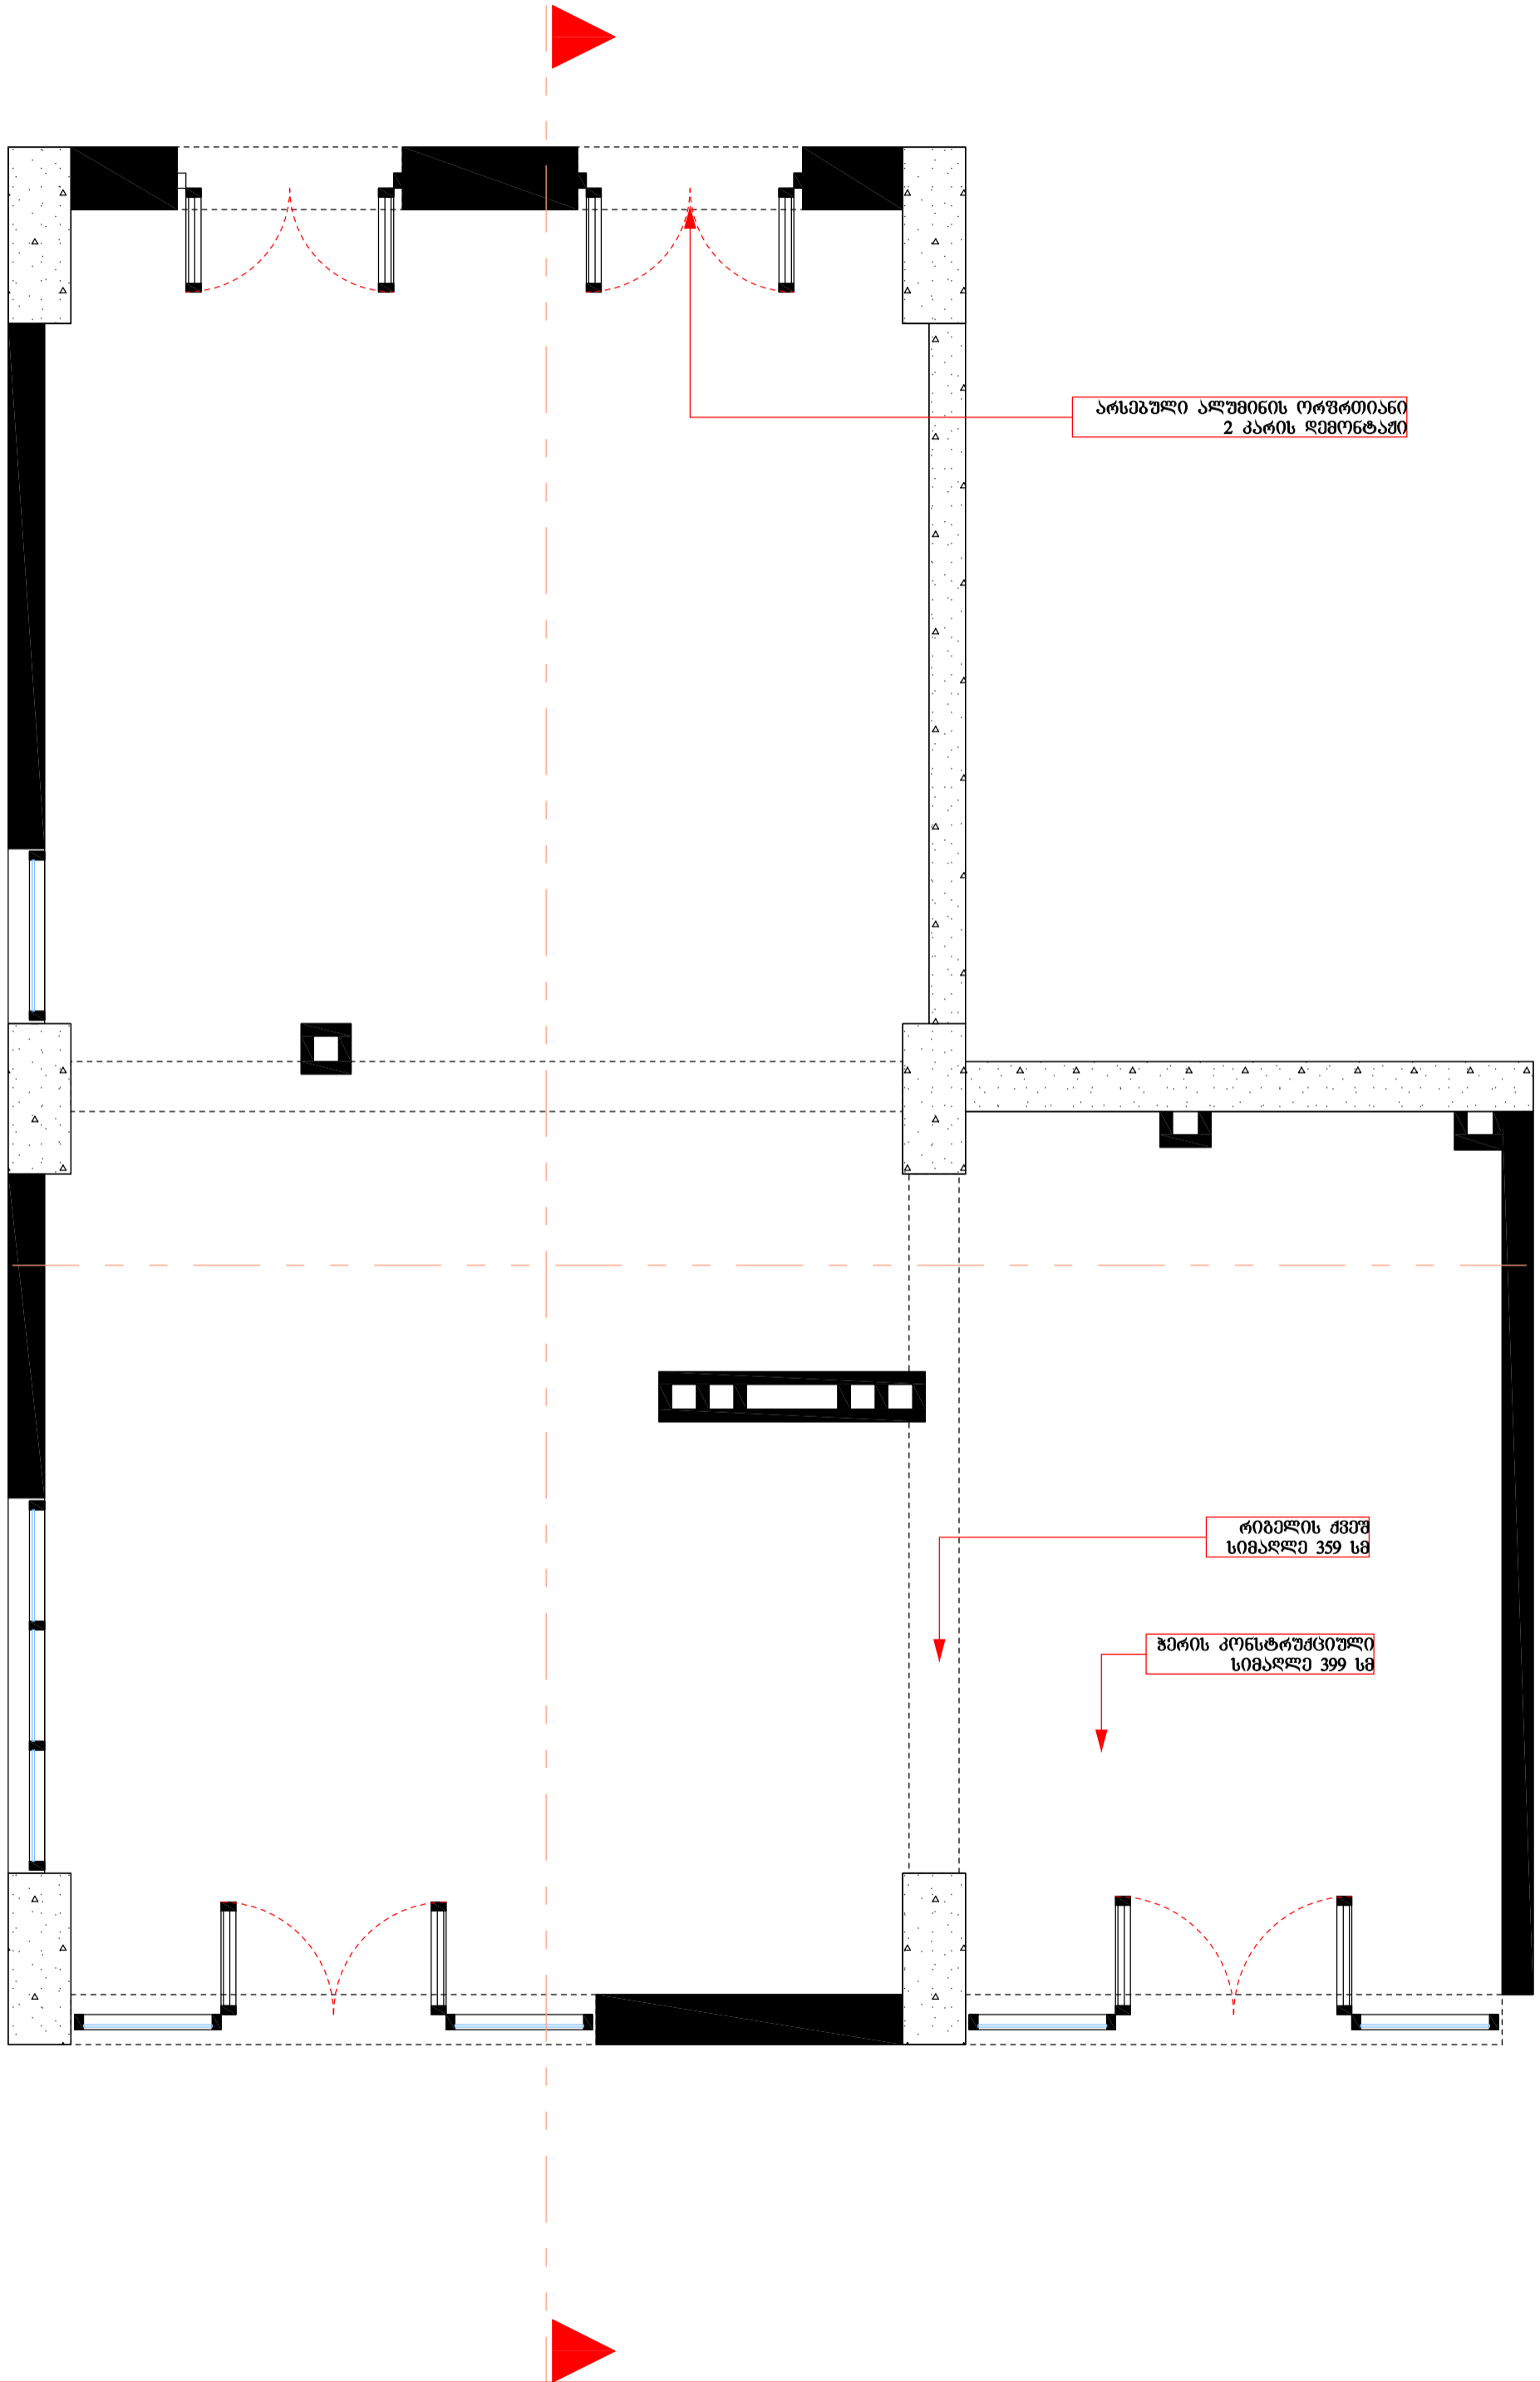 არსებული ალუმინის ორფრთიანი
2 კარის დემონტაჟი
რიგელის ქვეშ
სიმაღლე 359 სმ
ჭერის კონსტრუქციული
სიმაღლე 399 სმ